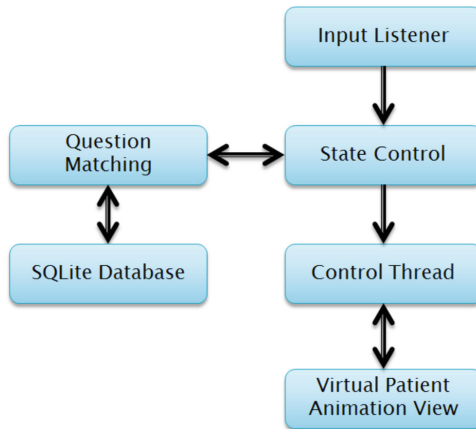 Input Listener
Question
Matching
State Control
SQLite Database
Control Thread
Virtual Patient
Animation View